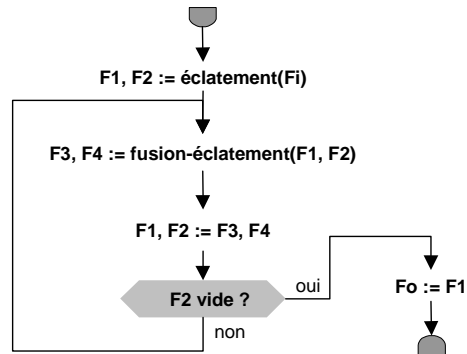 F1, F2 := éclatement(Fi)
F3, F4 := fusion-éclatement(F1, F2)
F1, F2 := F3, F4
F2 vide ?
oui
non
Fo := F1